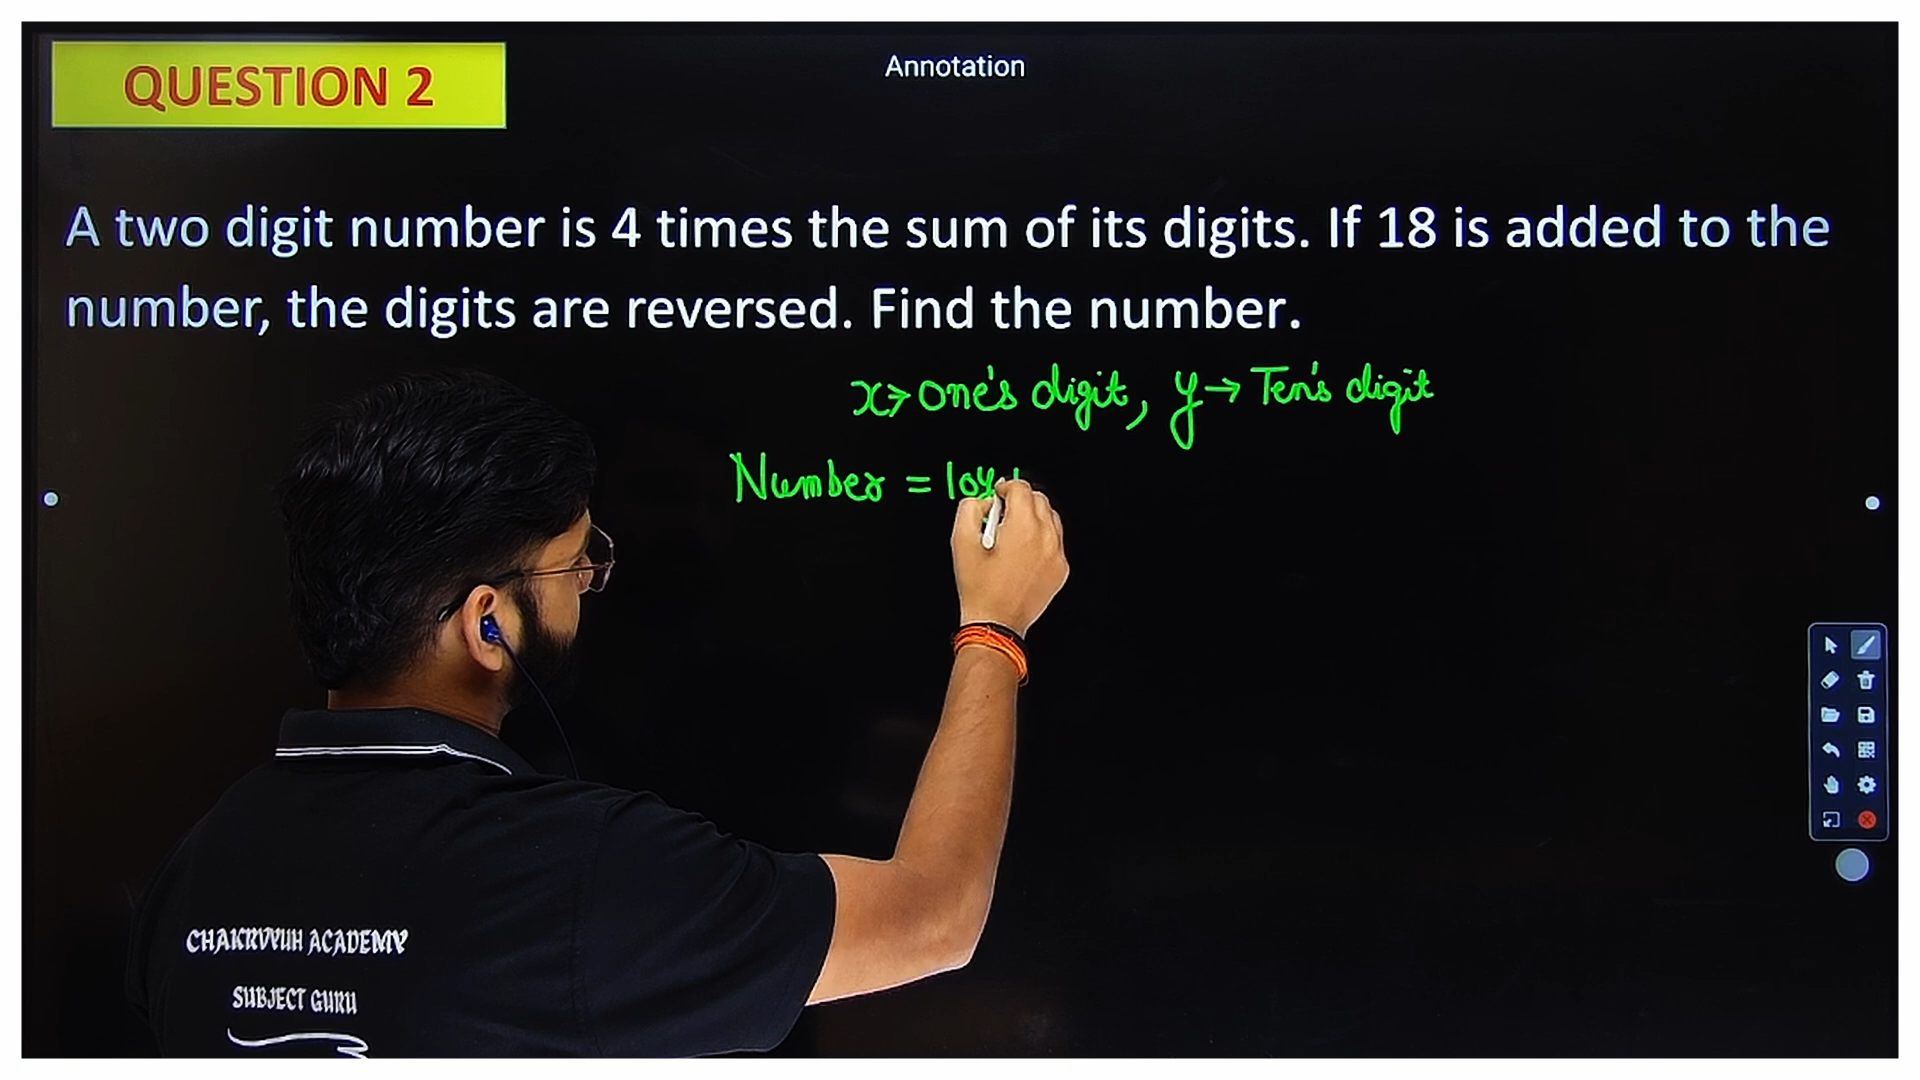 QUESTION 2
Annotation
A two digit number is 4 times the sum of its digits. If 18 is added to the
number, the digits are reversed. Find the number.
x→ one's digit, y→ Ten's digit
Number = 10y+
CHAKRVYUH ACADEMY
SUBJECT GURU